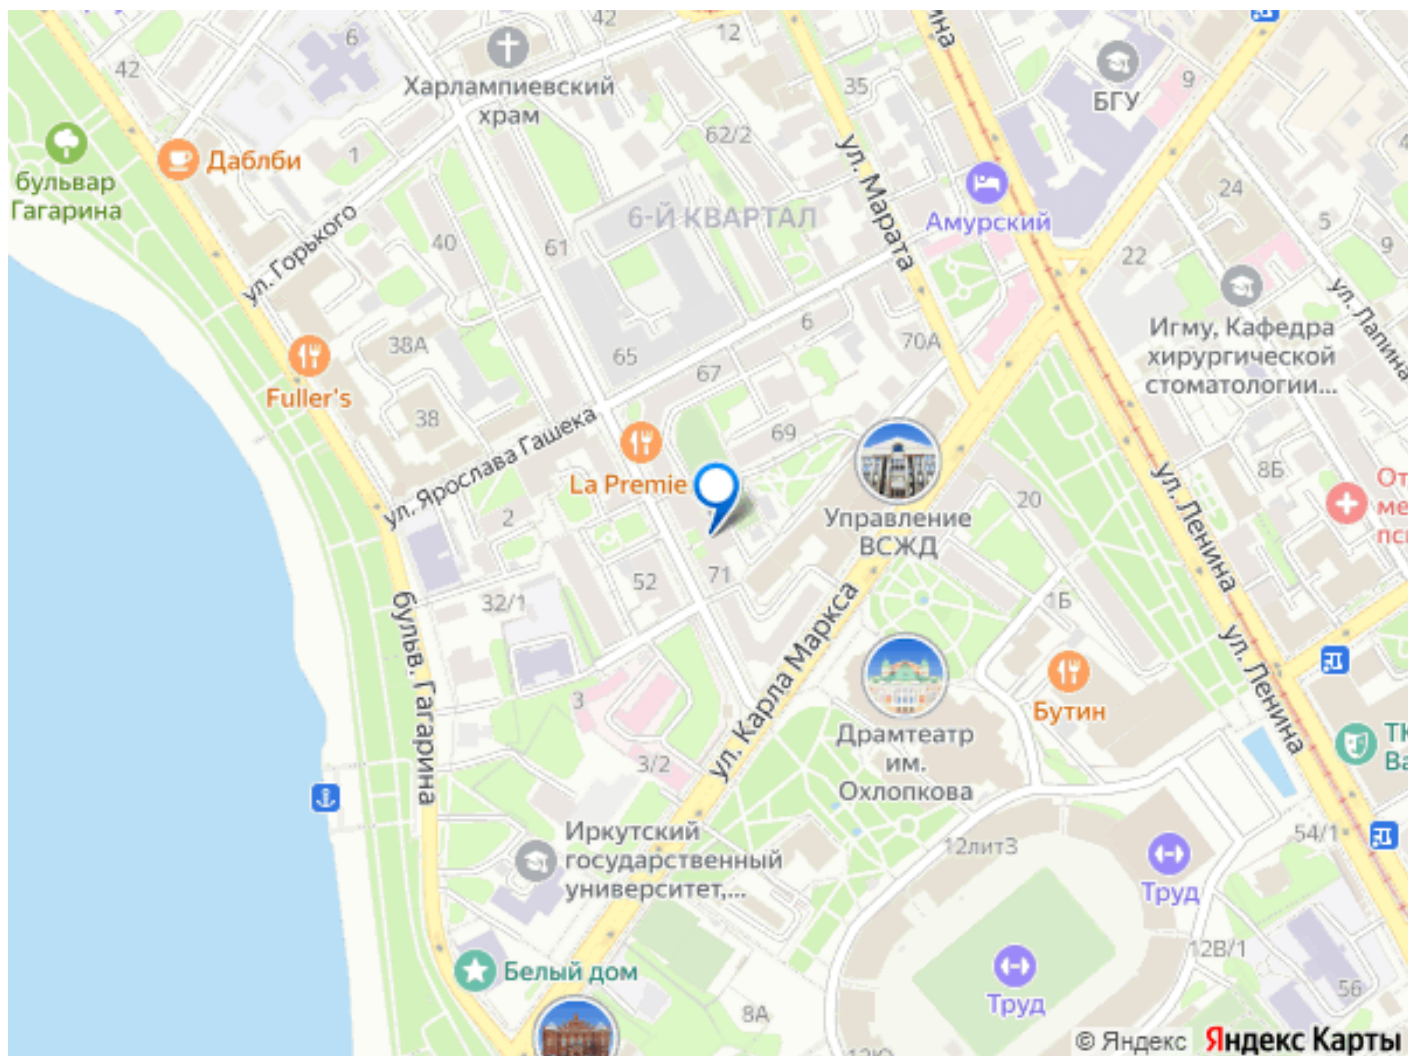 42
6
42
12
Харлампиевский
храм
35
БГУ
9
Даблби
1
бульвар
Гагарина
62/2
ул. Марата
Амурский
24
5
9
6-Й КВАРТАЛ
40
61
ул. Горького
22
ул. Лапина
Игму, Кафедра
хирургической
стоматологии...
38А
65
6
70А
67
Fuller's
38
ул. Ярослава Гашека
69
La Premie
8Б
ул. Ленина
20
2
Управление
ВСЖД
52
71
32/1
1Б
бульв. Гагарина
ул. Карла Маркса
ул. Ленина
3
Бутин
Драмтеатр
им.
Охлопкова
3/2
Иркутский
государственный
университет,...
12лит3
54/1
Труд
12В/1
Белый дом
Труд
56
8А
© Яндекс
Яндекс Карты